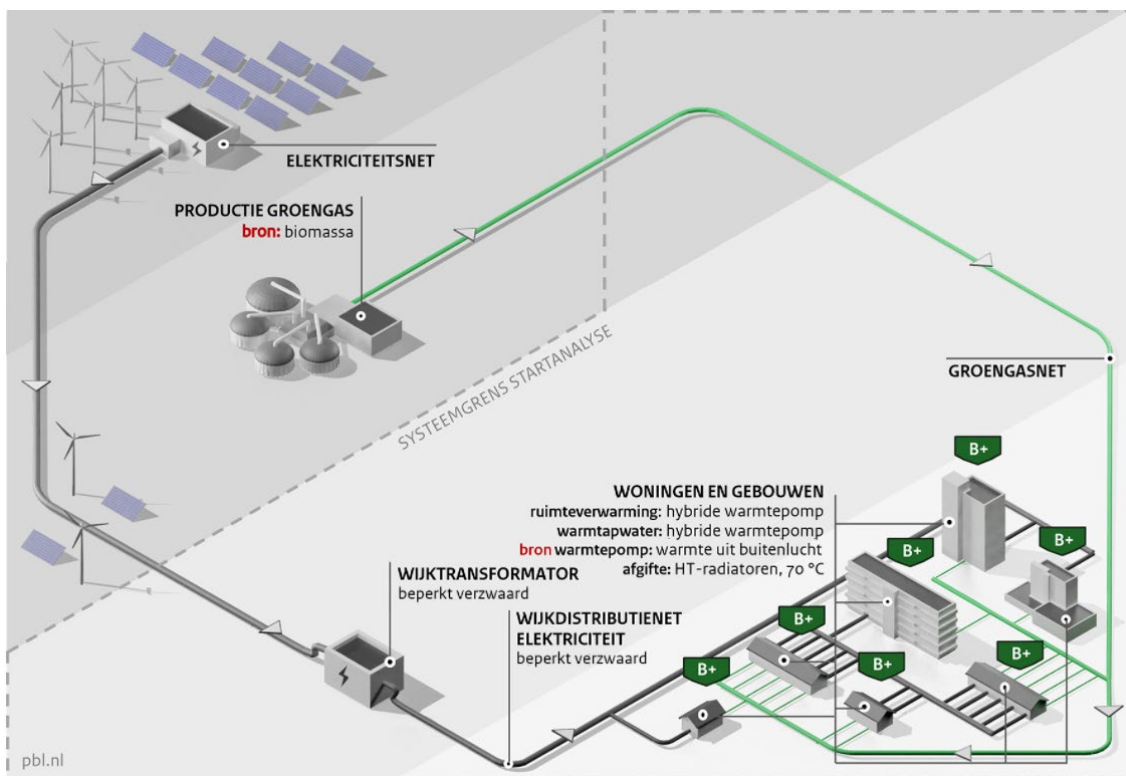 ELEKTRICITEITSNET
PRODUCTIE GROENGAS
bron: biomassa
SYSTEEMGRENS STARTANALYSE
GROENGASNET
B+
WONINGEN EN GEBOUWEN
ruimteverwarming: hybride warmtepomp
warmtapwater: hybride warmtepomp
bron warmtepomp: warmte uit buitenlucht
afgifte: HT-radiatoren, 70 °C
B+
B+
WIJKTRANSFORMATOR
beperkt verzwaard
WIJKDISTRIBUTIENET
ELEKTRICITEIT
beperkt verzwaard
B+
B+
B+
B+
pbl.nl